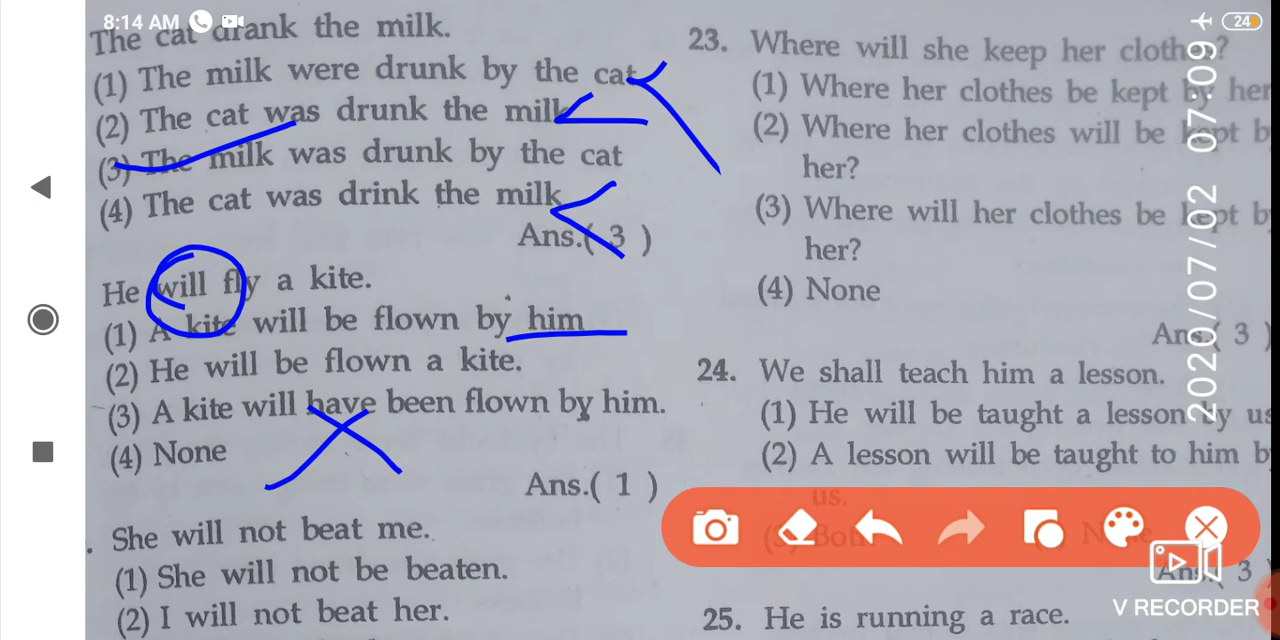 8:14 AM
24
The cat drank the milk.
(1) The milk were drunk by the cat
(2) The cat was drunk the milk
(3) The milk was drunk by the cat
(4) The cat was drink the milk
Ans.( 3 )
He will fly a kite.
(1) A kite will be flown by him
(2) He will be flown a kite.
(3) A kite will have been flown by him.
(4) None
Ans.( 1 )
. She will not beat me.
(1) She will not be beaten.
(2) I will not beat her.
23. Where will she keep her clothes?
(1) Where her clothes be kept by her
(2) Where her clothes will be kept b
her?
(3) Where will her clothes be kept b
her?
(4) None
Ans.( 3 )
24. We shall teach him a lesson.
(1) He will be taught a lesson by us
(2) A lesson will be taught to him b
us.
(3) Both
Ans.( 3 )
25. He is running a race.
2020/07/02 07:09
V RECORDER